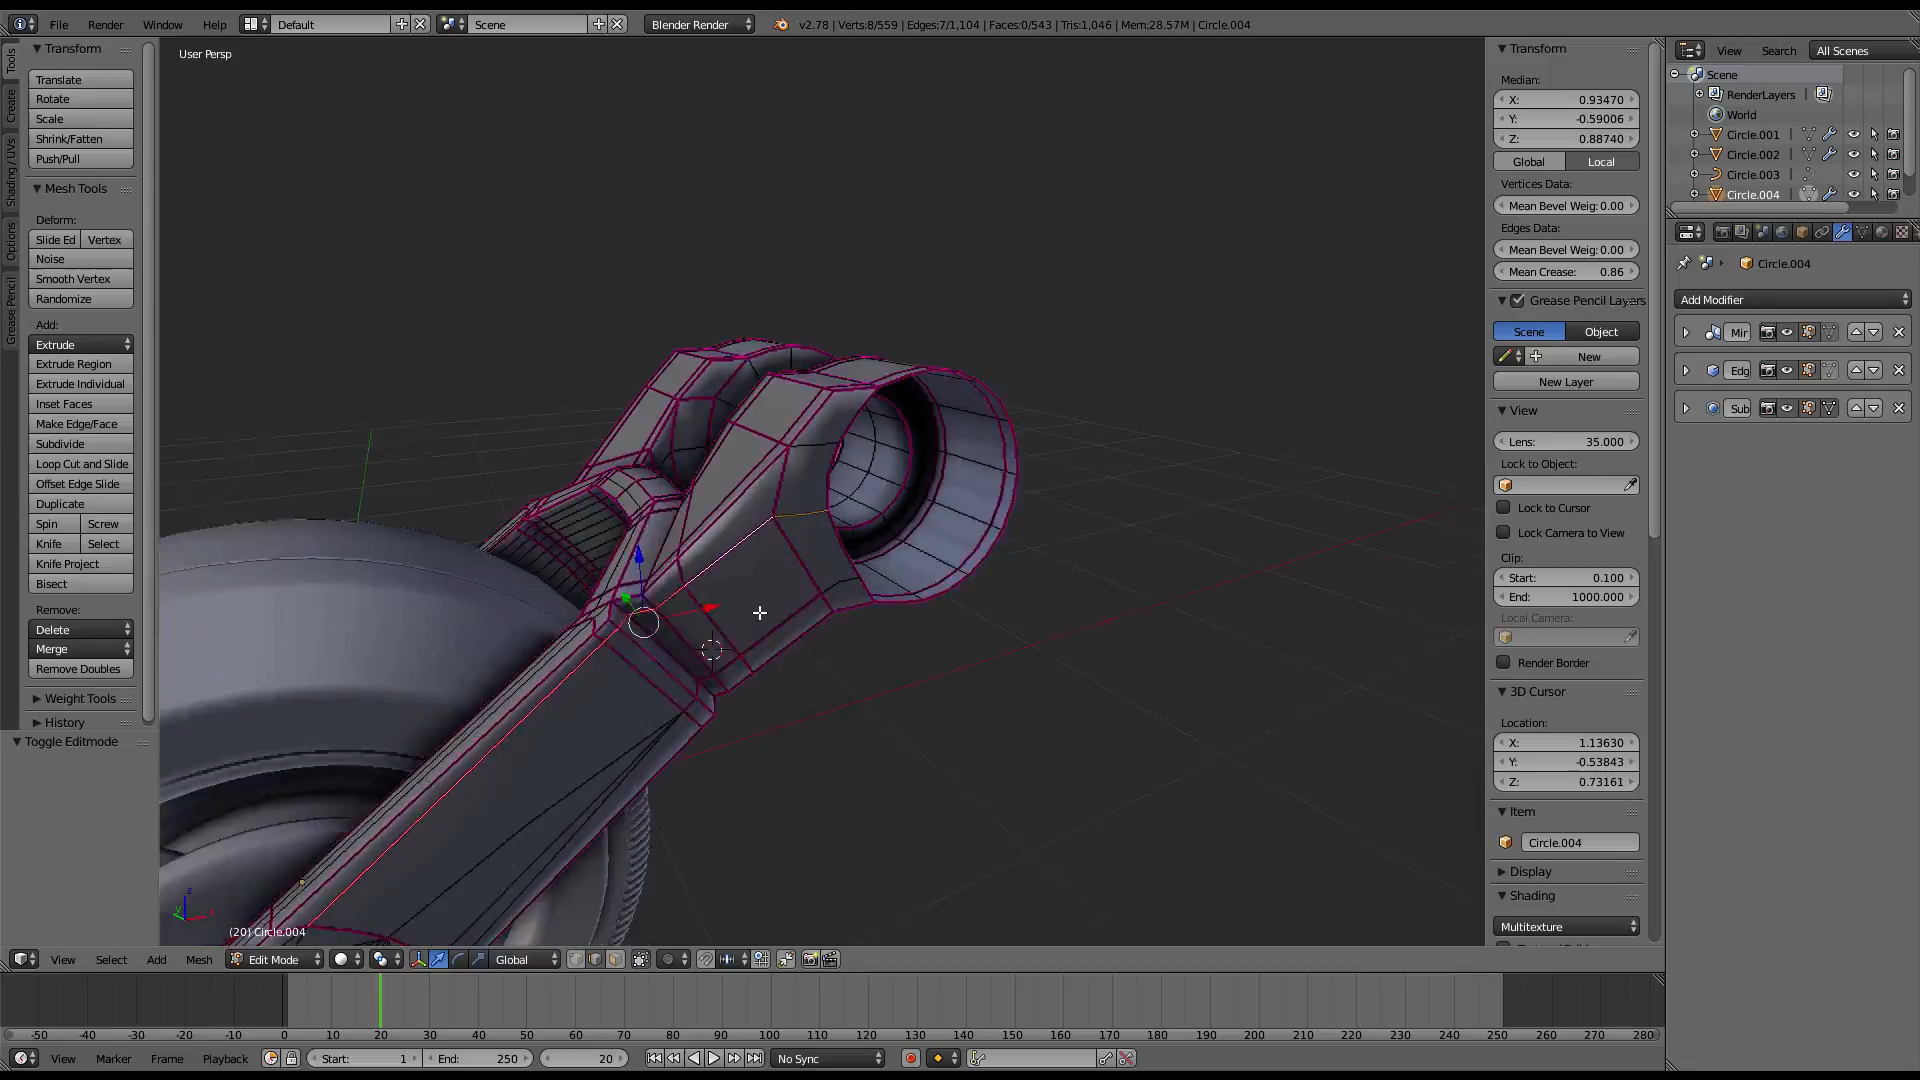 File Render Window Help Default Scene Blender Render v2.78 | Verts:8/559 | Edges:7/1,104 | Faces:0/543 | Tris:1,046 | Mem:28.57M | Circle.004
Tools
Create
Shading / UVs
Options
Grease Pencil
Transform
Translate
Rotate
Scale
Shrink/Fatten
Push/Pull
Mesh Tools
Deform:
Slide Ed Vertex
Noise
Smooth Vertex
Randomize
Add:
Extrude
Extrude Region
Extrude Individual
Inset Faces
Make Edge/Face
Subdivide
Loop Cut and Slide
Offset Edge Slide
Duplicate
Spin Screw
Knife Select
Knife Project
Bisect
Remove:
Delete
Merge
Remove Doubles
Weight Tools
History
Toggle Editmode
User Persp
(20) Circle.004
Transform
Median:
X: 0.93470
Y: -0.59006
Z: 0.88740
Global Local
Vertices Data:
Mean Bevel Weig: 0.00
Edges Data:
Mean Bevel Weig: 0.00
Mean Crease: 0.86
Grease Pencil Layers
Scene Object
New
New Layer
View
Lens: 35.000
Lock to Object:
Lock to Cursor
Lock Camera to View
Clip:
Start: 0.100
End: 1000.000
Local Camera:
Render Border
3D Cursor
Location:
X: 1.13630
Y: -0.53843
Z: 0.73161
Item
Circle.004
Display
Shading
Multitexture
View Search All Scenes
Scene
RenderLayers
World
Circle.001
Circle.002
Circle.003
Circle.004
Circle.004
Add Modifier
Mir
Edg
Sub
View Select Add Mesh Edit Mode Global
-50 -40 -30 -20 -10 0 10 20 30 40 50 60 70 80 90 100 110 120 130 140 150 160 170 180 190 200 210 220 230 240 250 260 270 280
View Marker Frame Playback Start: 1 End: 250 20 No Sync